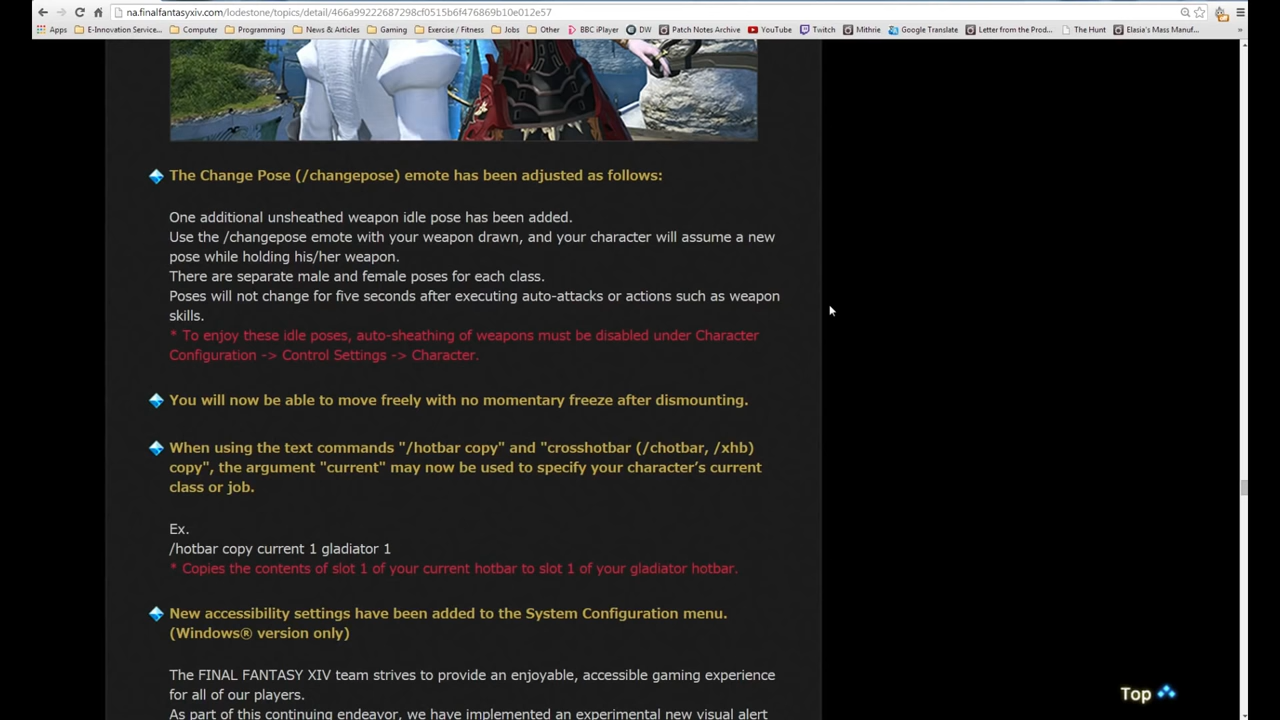 na.finalfantasyxiv.com/lodestone/topics/detail/466a99222687298cf0515b6f476869b10e012e57
Apps E-Innovation Service... Computer Programming News & Articles Gaming Exercise / Fitness Jobs Other BBC iPlayer DW Patch Notes Archive YouTube Twitch Mithrie Google Translate Letter from the Prod... The Hunt Elasia's Mass Manuf... »
The Change Pose (/changepose) emote has been adjusted as follows:
One additional unsheathed weapon idle pose has been added.
Use the /changepose emote with your weapon drawn, and your character will assume a new
pose while holding his/her weapon.
There are separate male and female poses for each class.
Poses will not change for five seconds after executing auto-attacks or actions such as weapon
skills.
* To enjoy these idle poses, auto-sheathing of weapons must be disabled under Character
Configuration -> Control Settings -> Character.
You will now be able to move freely with no momentary freeze after dismounting.
When using the text commands "/hotbar copy" and "crosshotbar (/chotbar, /xhb)
copy", the argument "current" may now be used to specify your character’s current
class or job.
Ex.
/hotbar copy current 1 gladiator 1
* Copies the contents of slot 1 of your current hotbar to slot 1 of your gladiator hotbar.
New accessibility settings have been added to the System Configuration menu.
(Windows® version only)
The FINAL FANTASY XIV team strives to provide an enjoyable, accessible gaming experience
for all of our players.
Top
As part of this continuing endeavor, we have implemented an experimental new visual alert